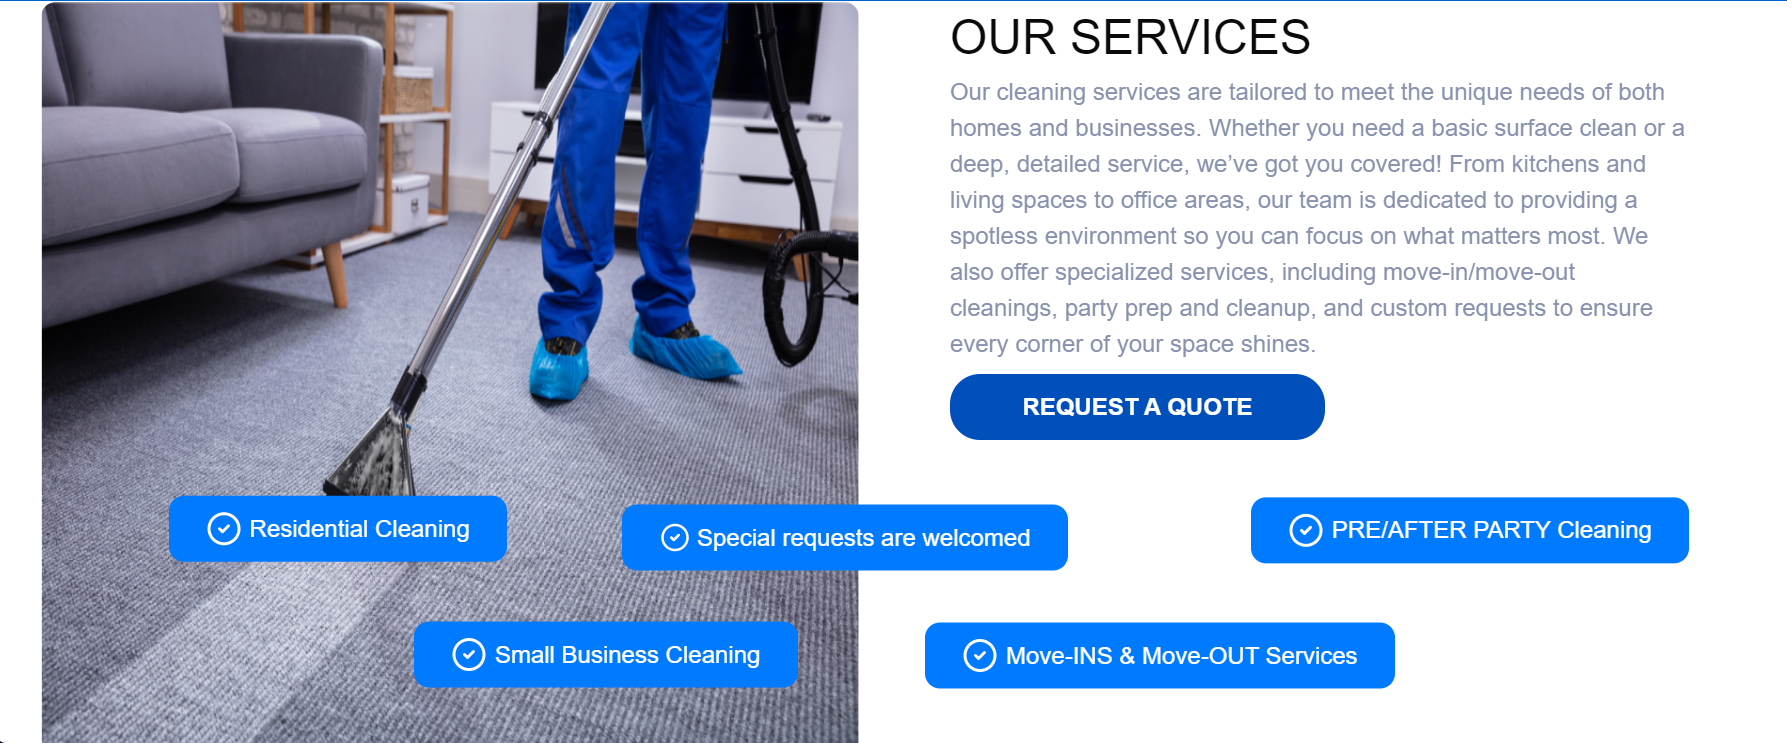 OUR SERVICES
Our cleaning services are tailored to meet the unique needs of both
homes and businesses. Whether you need a basic surface clean or a
deep, detailed service, we’ve got you covered! From kitchens and
living spaces to office areas, our team is dedicated to providing a
spotless environment so you can focus on what matters most. We
also offer specialized services, including move-in/move-out
cleanings, party prep and cleanup, and custom requests to ensure
every corner of your space shines.
REQUEST A QUOTE
Residential Cleaning
Special requests are welcomed
PRE/AFTER PARTY Cleaning
Small Business Cleaning
Move-INS & Move-OUT Services